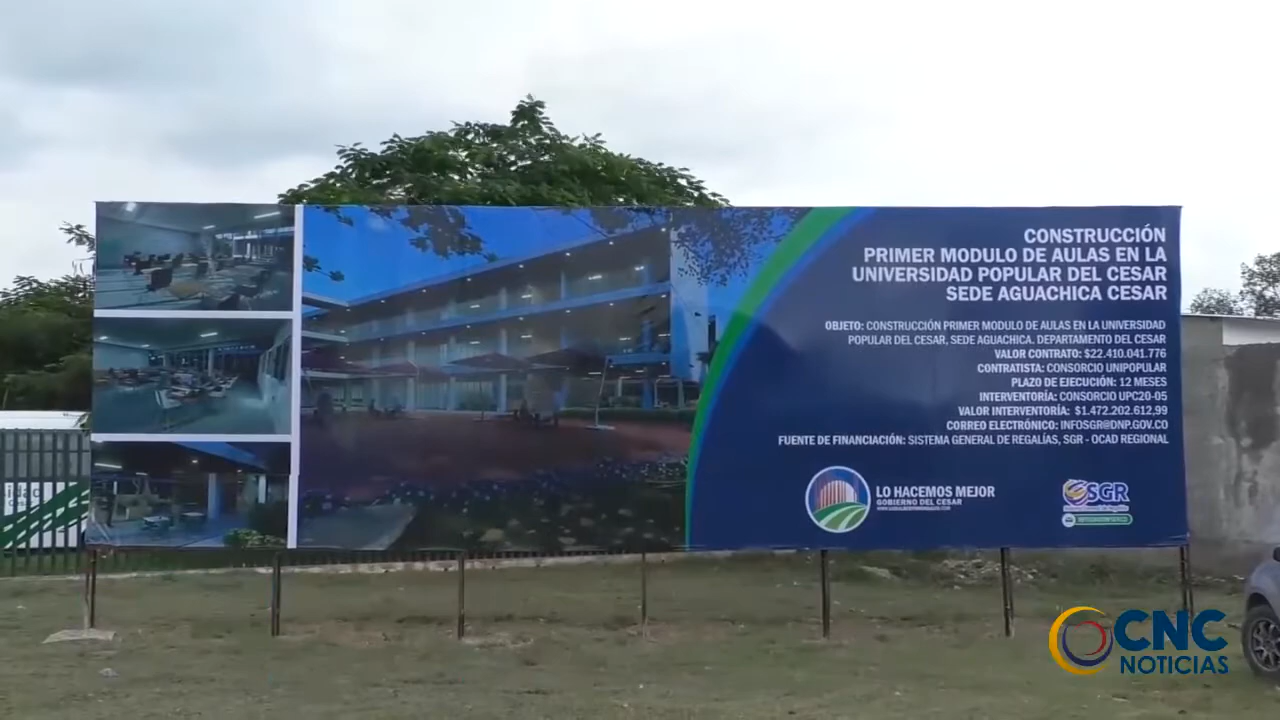 CONSTRUCCIÓN
PRIMER MODULO DE AULAS EN LA
UNIVERSIDAD POPULAR DEL CESAR
SEDE AGUACHICA CESAR
OBJETO: CONSTRUCCIÓN PRIMER MODULO DE AULAS EN LA UNIVERSIDAD
POPULAR DEL CESAR, SEDE AGUACHICA. DEPARTAMENTO DEL CESAR
VALOR CONTRATO: $22.410.041.776
CONTRATISTA: CONSORCIO UNIPOPULAR
PLAZO DE EJECUCIÓN: 12 MESES
INTERVENTORÍA: CONSORCIO UPC20-05
VALOR INTERVENTORÍA: $1.472.202.612,99
CORREO ELECTRÓNICO: INFOSGR@DNP.GOV.CO
FUENTE DE FINANCIACIÓN: SISTEMA GENERAL DE REGALÍAS, SGR - OCAD REGIONAL
LO HACEMOS MEJOR
GOBIERNO DEL CESAR
SGR
CNC
NOTICIAS